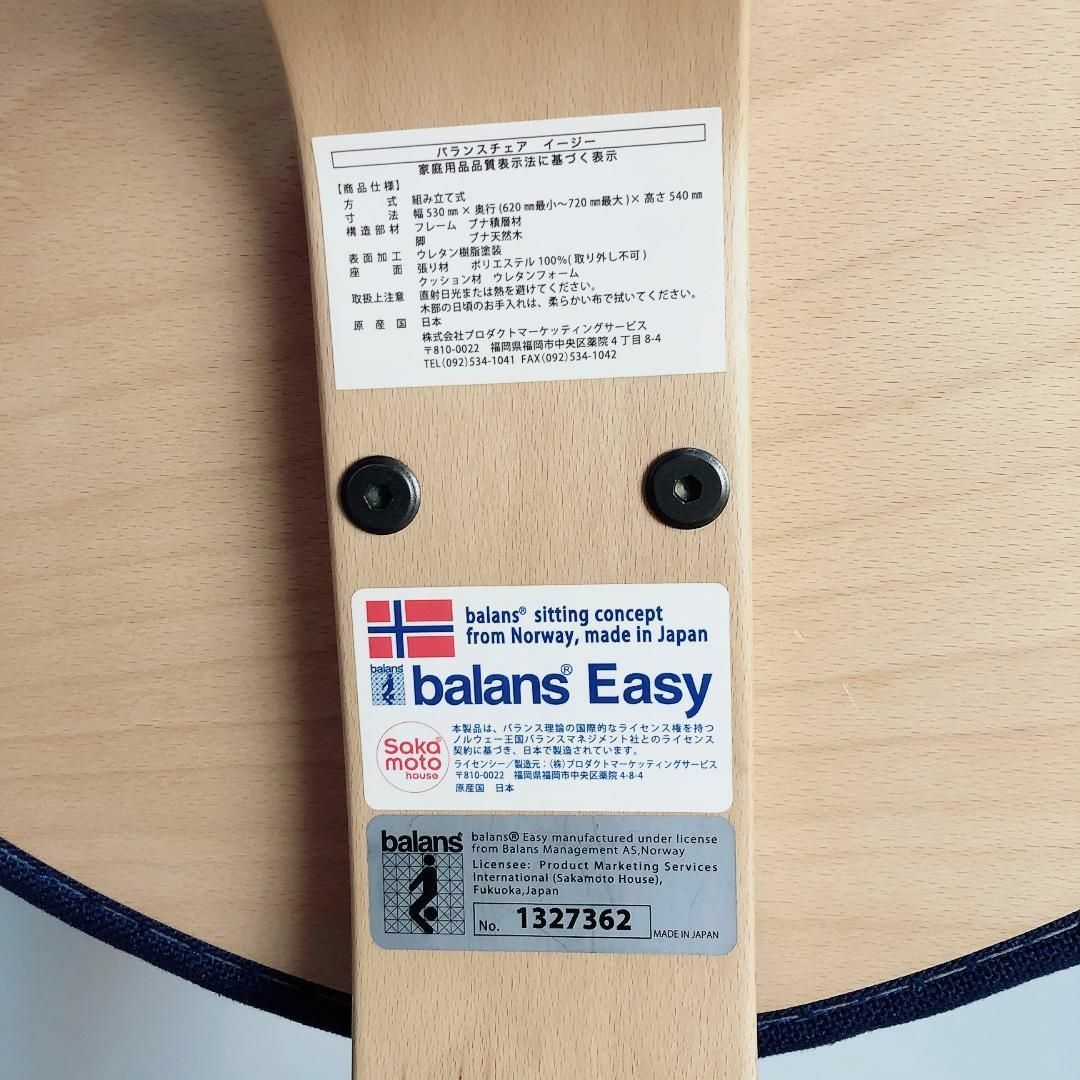 バランスチェア イージー
家庭用品品質表示法に基づく表示
【商品仕様】
方式 組み立て式
寸法 幅530㎜×奥行(620㎜最小～720㎜最大)×高さ540㎜
構造部材 フレーム ブナ積層材
脚 ブナ天然木
表面加工 ウレタン樹脂塗装
座面 張り材 ポリエステル100%(取り外し不可)
クッション材 ウレタンフォーム
取扱上注意 直射日光または熱を避けてください。
木部の日頃のお手入れは、柔らかい布で拭いてください。
原産国 日本
株式会社プロダクトマーケッティングサービス
〒810-0022 福岡県福岡市中央区薬院4丁目8-4
TEL(092)534-1041 FAX(092)534-1042
balans® sitting concept
from Norway, made in Japan
balans
balans® Easy
Saka®
moto
house
本製品は、バランス理論の国際的なライセンス権を持つ
ノルウェー王国バランスマネジメント社とのライセンス
契約に基づき、日本で製造されています。
ライセンシー／製造元：(株)プロダクトマーケッティングサービス
〒810-0022 福岡県福岡市中央区薬院4-8-4
原産国 日本
balans®
balans® Easy manufactured under license
from Balans Management AS,Norway
Licensee: Product Marketing Services
International (Sakamoto House),
Fukuoka,Japan
No. 1327362
MADE IN JAPAN